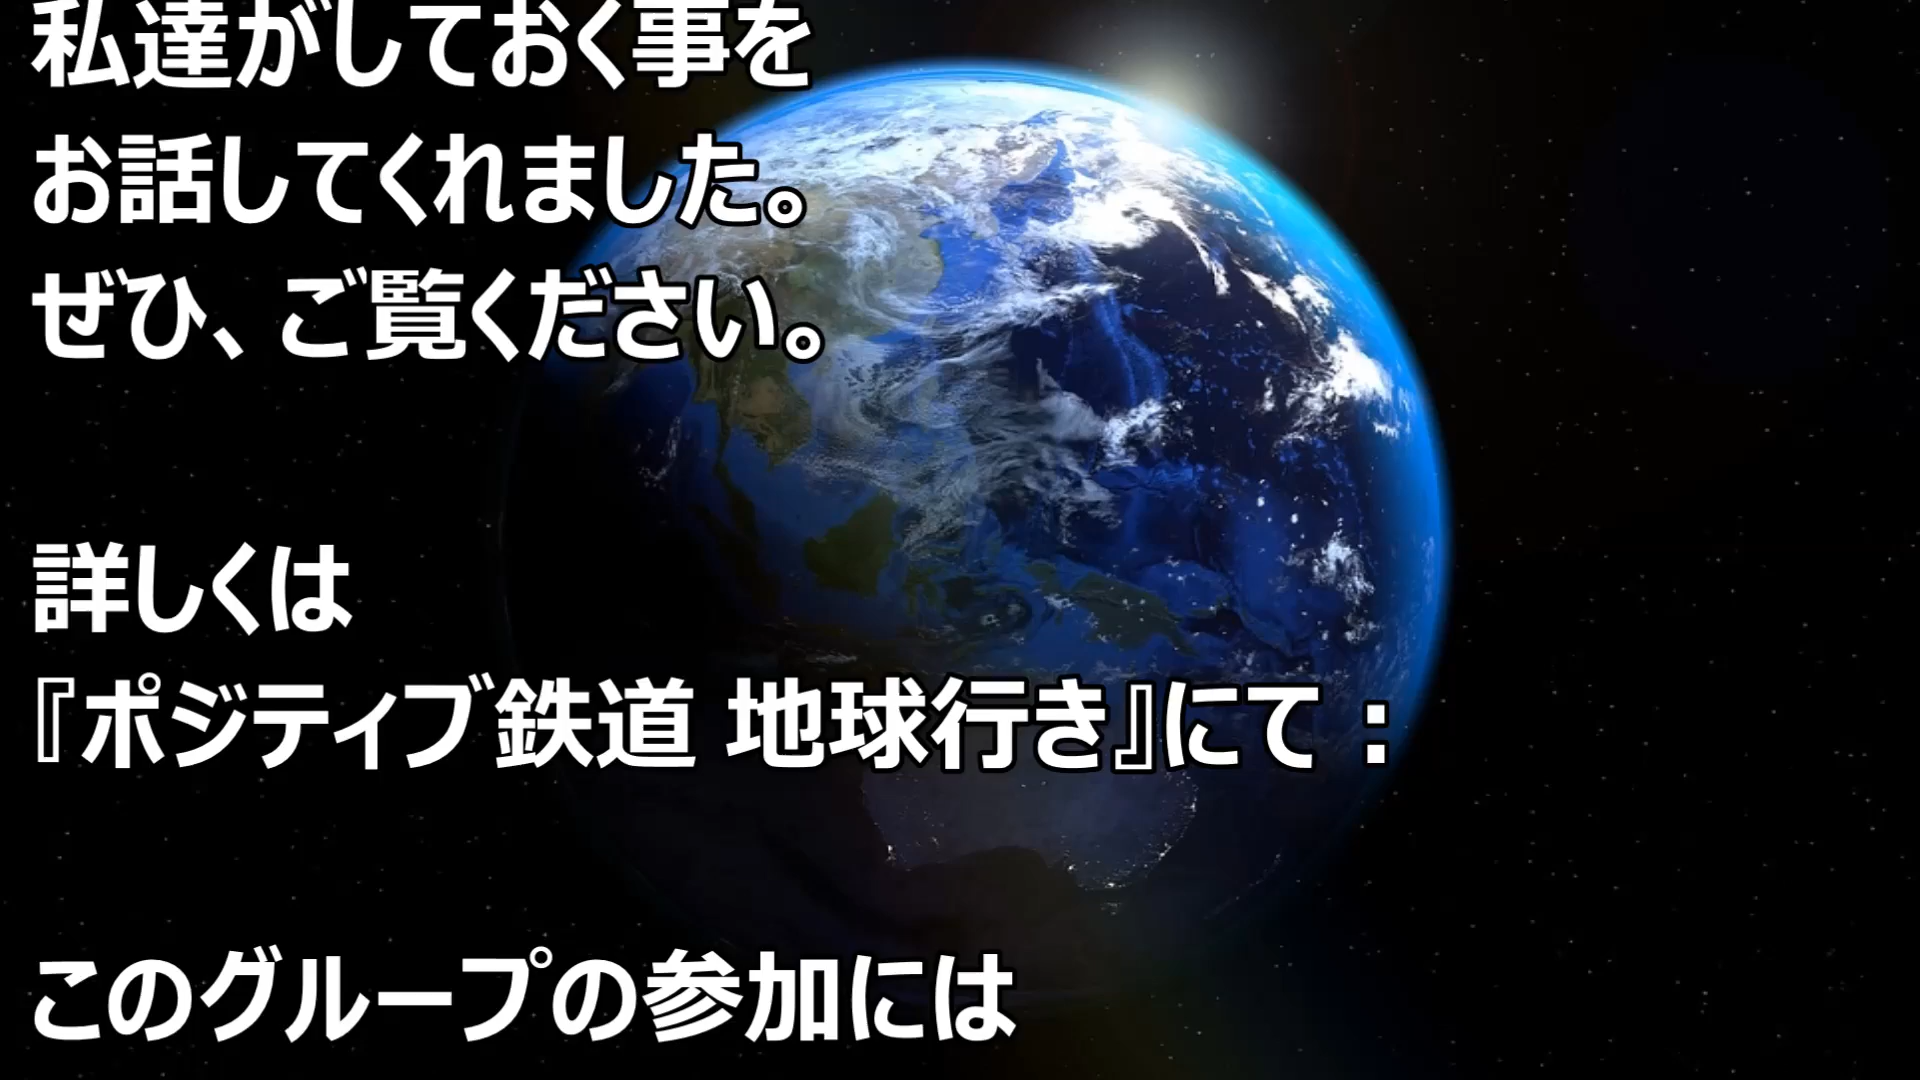 私達がしておく事を
お話してくれました。
ぜひ、ご覧ください。
詳しくは
『ポジティブ鉄道 地球行き』にて：
このグループの参加には